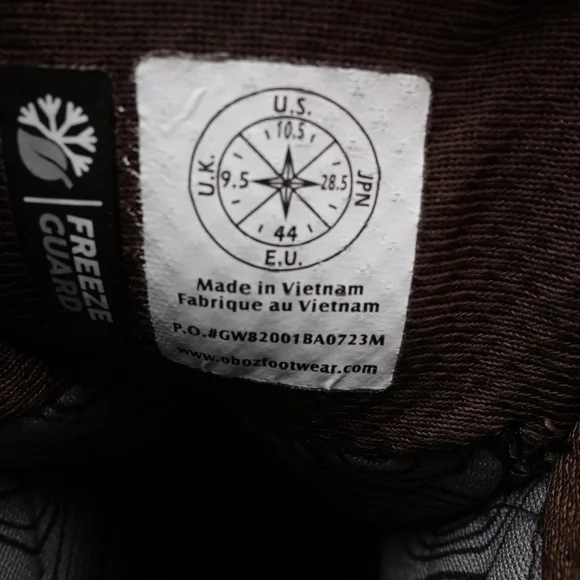 FREEZE
GUARD
U.S.
10.5
U.K.
9.5
28.5
JPN
44
E.U.
Made in Vietnam
Fabrique au Vietnam
P.O.#GW82001BA0723M
www.obozfootwear.com